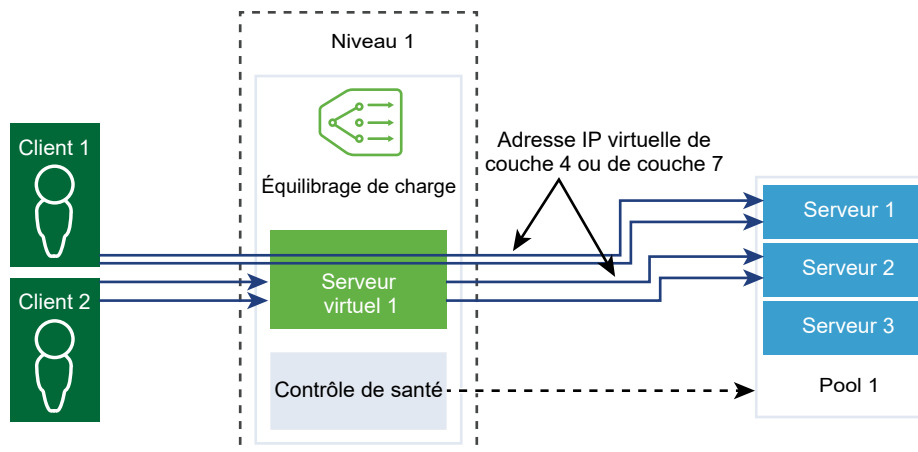 Niveau 1
Client 1
Équilibrage de charge
Adresse IP virtuelle de
couche 4 ou de couche 7
Serveur 1
Serveur 2
Serveur 3
Pool 1
Client 2
Serveur
virtuel 1
Contrôle de santé